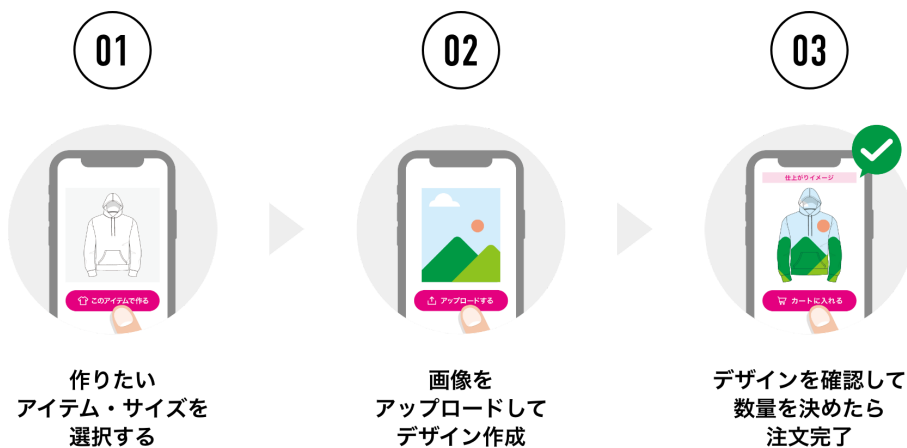 01
02
03
このアイテムで作る
アップロードする
仕上がりイメージ
カートに入れる
作りたい
アイテム・サイズを
選択する
画像を
アップロードして
デザイン作成
デザインを確認して
数量を決めたら
注文完了